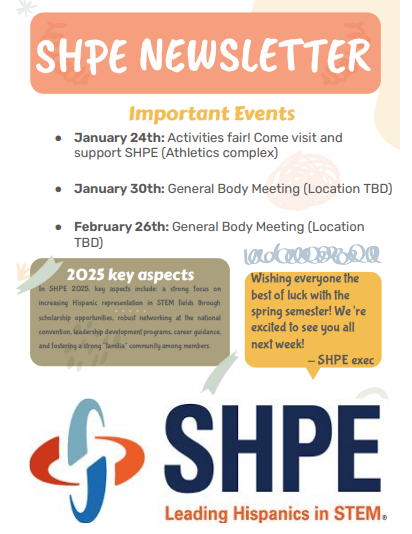 SHPE NEWSLETTER
Important Events
● January 24th: Activities fair! Come visit and
support SHPE (Athletics complex)
● January 30th: General Body Meeting (Location TBD)
● February 26th: General Body Meeting (Location
TBD)
2025 key aspects
In SHPE 2025, key aspects include: a strong focus on
increasing Hispanic representation in STEM fields through
scholarship opportunities, robust networking at the national
convention, leadership development programs, career guidance,
and fostering a strong "familia" community among members.
Wishing everyone the
best of luck with the
spring semester! We're
excited to see you all
next week!
– SHPE exec
SHPE
Leading Hispanics in STEM®